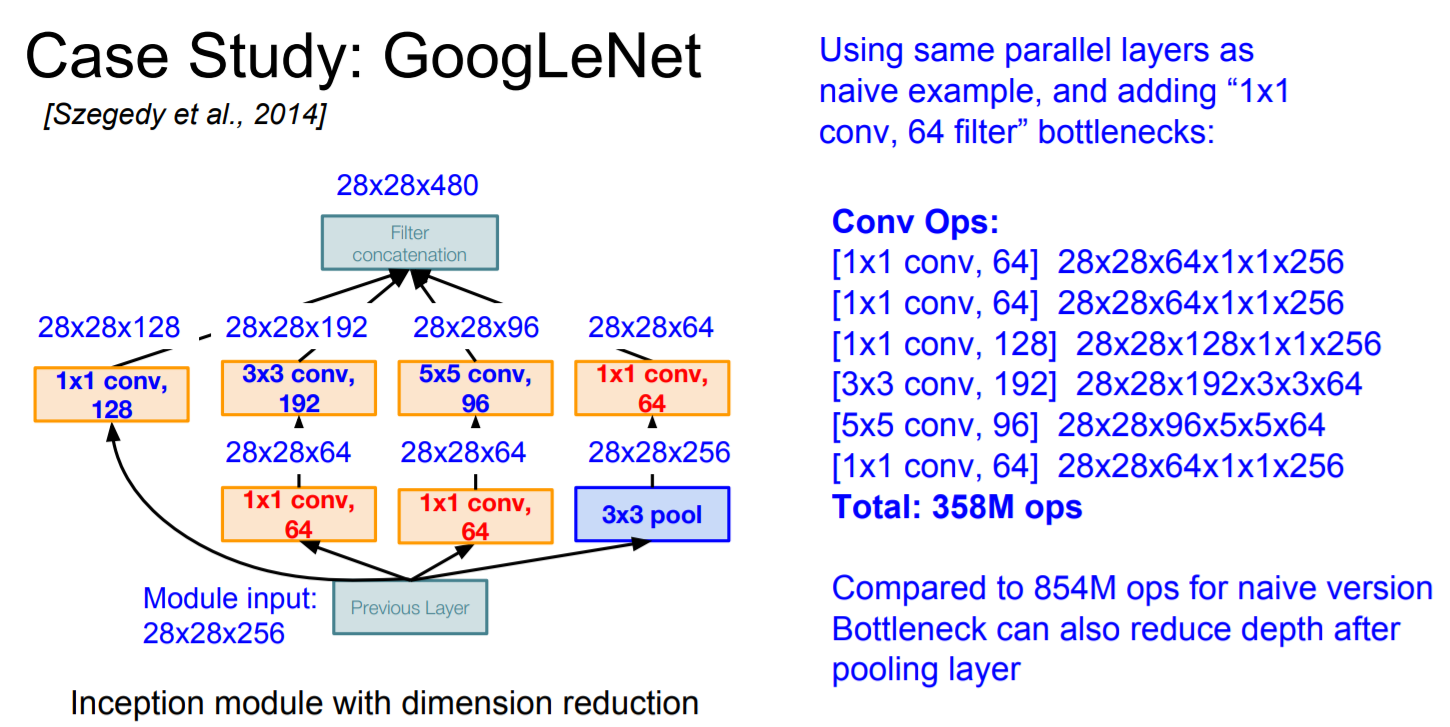 Case Study: GoogLeNet
[Szegedy et al., 2014]
28x28x480
Filter
concatenation
28x28x128
28x28x192
28x28x96
28x28x64
1x1 conv,
128
3x3 conv,
192
5x5 conv,
96
1x1 conv,
64
28x28x64
28x28x64
28x28x256
1x1 conv,
64
1x1 conv,
64
3x3 pool
Module input:
28x28x256
Previous Layer
Inception module with dimension reduction
Using same parallel layers as
naive example, and adding “1x1
conv, 64 filter” bottlenecks:
Conv Ops:
[1x1 conv, 64] 28x28x64x1x1x256
[1x1 conv, 64] 28x28x64x1x1x256
[1x1 conv, 128] 28x28x128x1x1x256
[3x3 conv, 192] 28x28x192x3x3x64
[5x5 conv, 96] 28x28x96x5x5x64
[1x1 conv, 64] 28x28x64x1x1x256
Total: 358M ops
Compared to 854M ops for naive version
Bottleneck can also reduce depth after
pooling layer